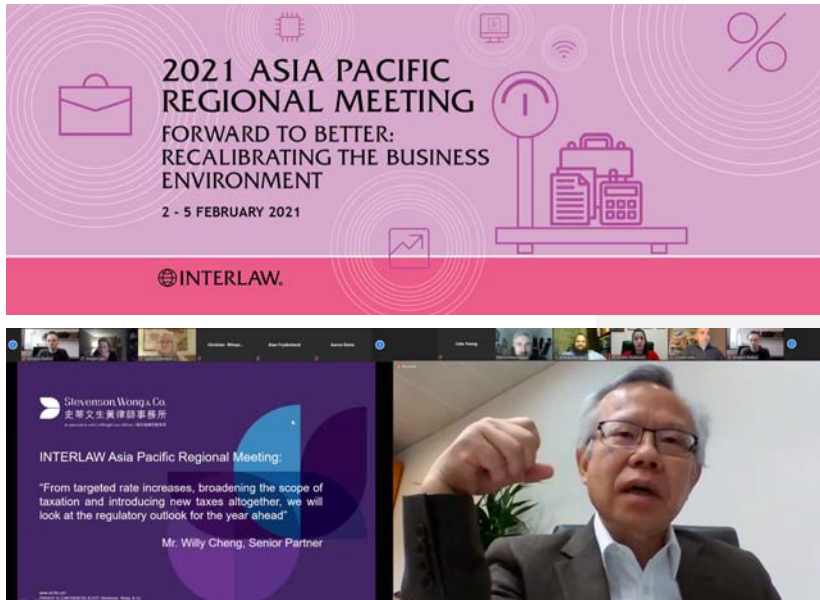 2021 ASIA PACIFIC
REGIONAL MEETING
FORWARD TO BETTER:
RECALIBRATING THE BUSINESS
ENVIRONMENT
2 - 5 FEBRUARY 2021
INTERLAW.
Stevenson, Wong & Co.
史蒂文生黃律師事務所
INTERLAW Asia Pacific Regional Meeting:
"From targeted rate increases, broadening the scope of
taxation and introducing new taxes altogether, we will
look at the regulatory outlook for the year ahead"
Mr. Willy Cheng, Senior Partner